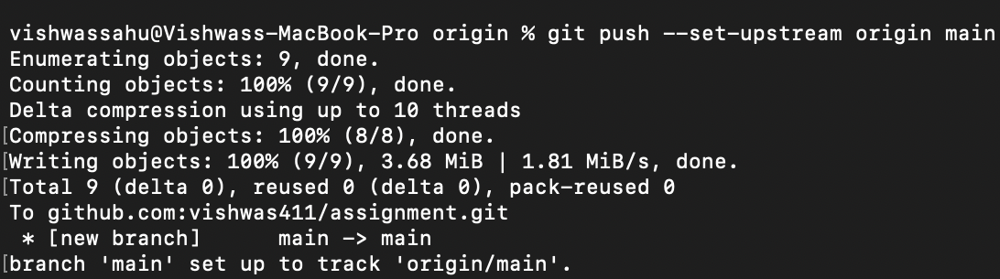 vishwassahu@Vishwass-MacBook-Pro origin % git push --set-upstream origin main
Enumerating objects: 9, done.
Counting objects: 100% (9/9), done.
Delta compression using up to 10 threads
[Compressing objects: 100% (8/8), done.
[Writing objects: 100% (9/9), 3.68 MiB | 1.81 MiB/s, done.
[Total 9 (delta 0), reused 0 (delta 0), pack-reused 0
To github.com:vishwas411/assignment.git
 * [new branch]      main -> main
[branch 'main' set up to track 'origin/main'.